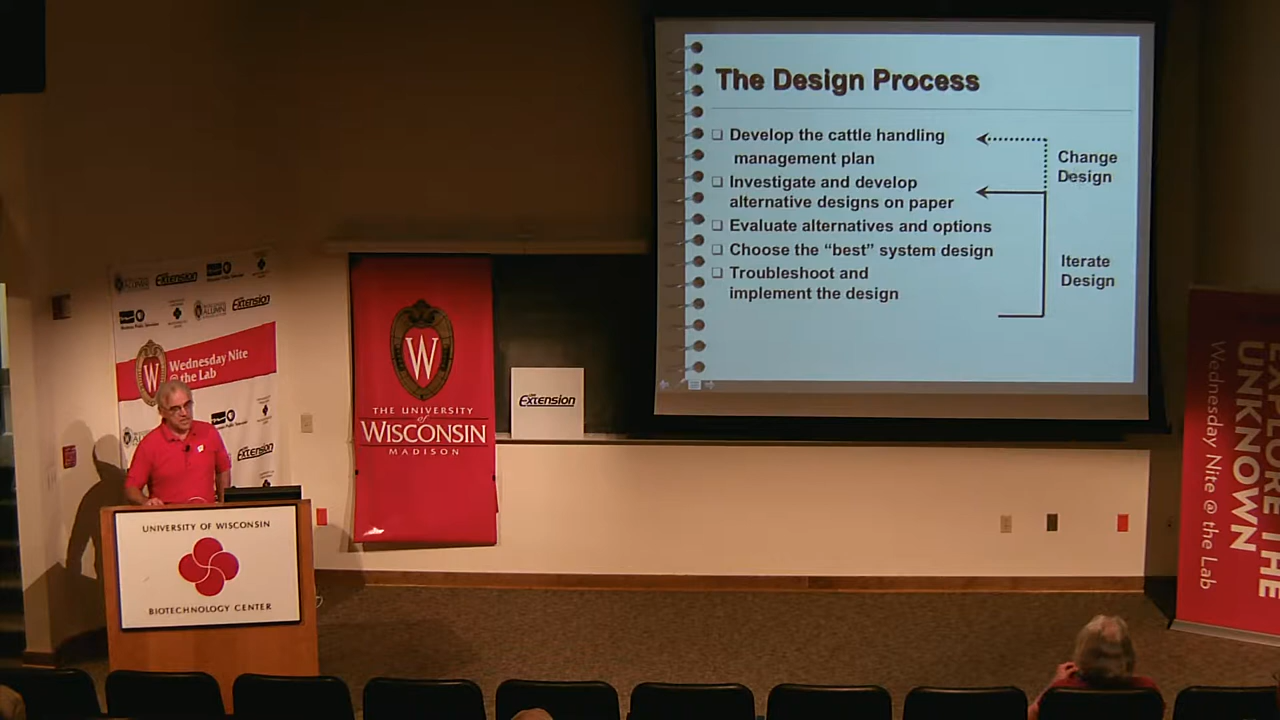 The Design Process
❑ Develop the cattle handling
management plan
❑ Investigate and develop
alternative designs on paper
❑ Evaluate alternatives and options
❑ Choose the “best” system design
❑ Troubleshoot and
implement the design
Change
Design
Iterate
Design
Extension
Extension
Wednesday Nite
@ the Lab
W
PBS
Extension
W
THE UNIVERSITY
of
WISCONSIN
MADISON
Extension
UNIVERSITY OF WISCONSIN
BIOTECHNOLOGY CENTER
EXPLORE THE
UNKNOWN
Wednesday Nite @ the Lab